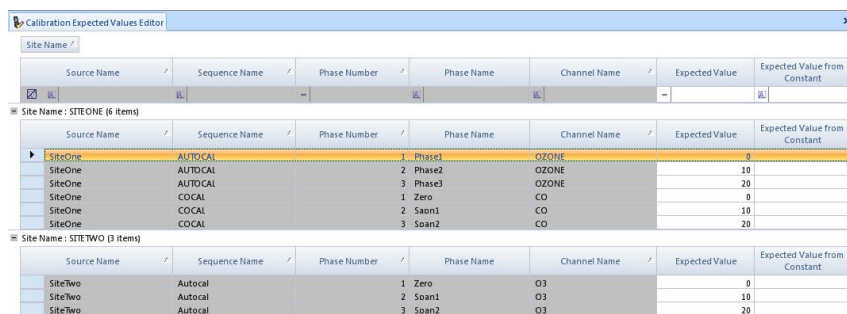 Calibration Expected Values Editor
Site Name
Source Name Sequence Name Phase Number Phase Name Channel Name Expected Value Expected Value from Constant
Site Name : SITEONE (6 items)
Source Name Sequence Name Phase Number Phase Name Channel Name Expected Value Expected Value from Constant
SiteOne AUTOCAL 1 Phase1 OZONE 0
SiteOne AUTOCAL 2 Phase2 OZONE 10
SiteOne AUTOCAL 3 Phase3 OZONE 20
SiteOne COCAL 1 Zero CO 0
SiteOne COCAL 2 Sapn1 CO 10
SiteOne COCAL 3 Span2 CO 20
Site Name : SITETWO (3 items)
Source Name Sequence Name Phase Number Phase Name Channel Name Expected Value Expected Value from Constant
SiteTwo Autocal 1 Zero O3 0
SiteTwo Autocal 2 Span1 O3 10
SiteTwo Autocal 3 Span2 O3 20